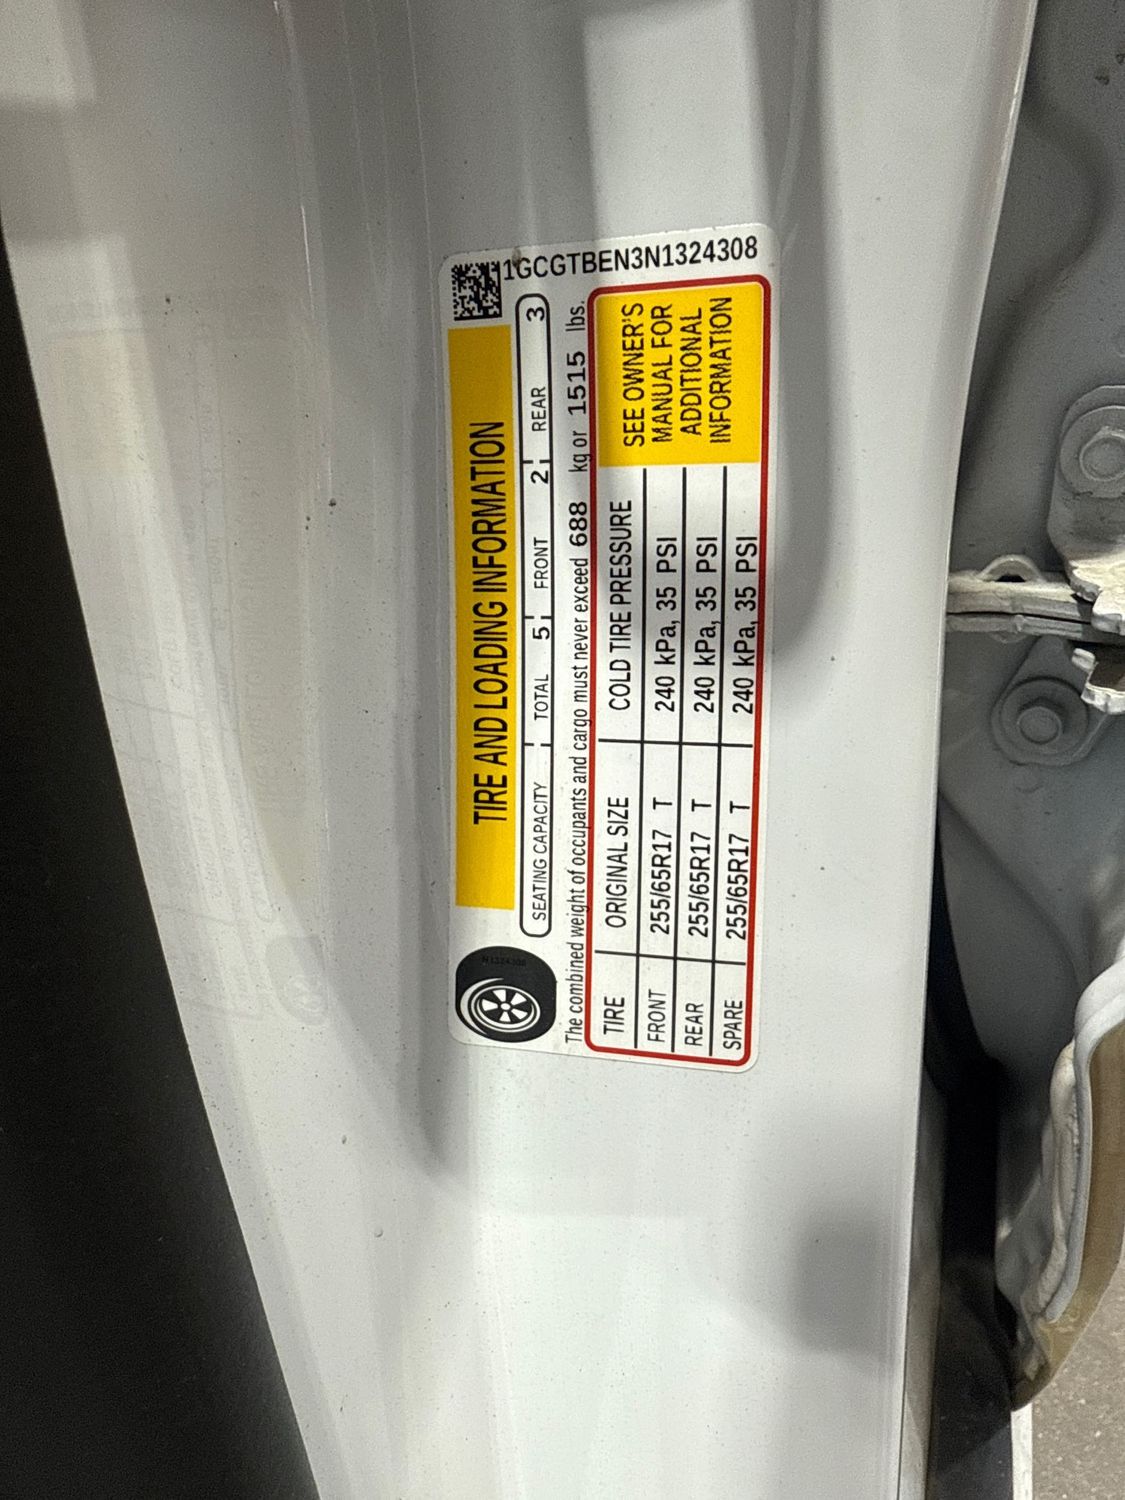 1GCGTBEN3N1324308
TIRE AND LOADING INFORMATION
SEATING CAPACITY TOTAL 5 FRONT 2 REAR 3
The combined weight of occupants and cargo must never exceed 688 kg or 1515 lbs.
TIRE ORIGINAL SIZE COLD TIRE PRESSURE
FRONT 255/65R17 T 240 kPa, 35 PSI
REAR 255/65R17 T 240 kPa, 35 PSI
SPARE 255/65R17 T 240 kPa, 35 PSI
SEE OWNER'S
MANUAL FOR
ADDITIONAL
INFORMATION
N1324308